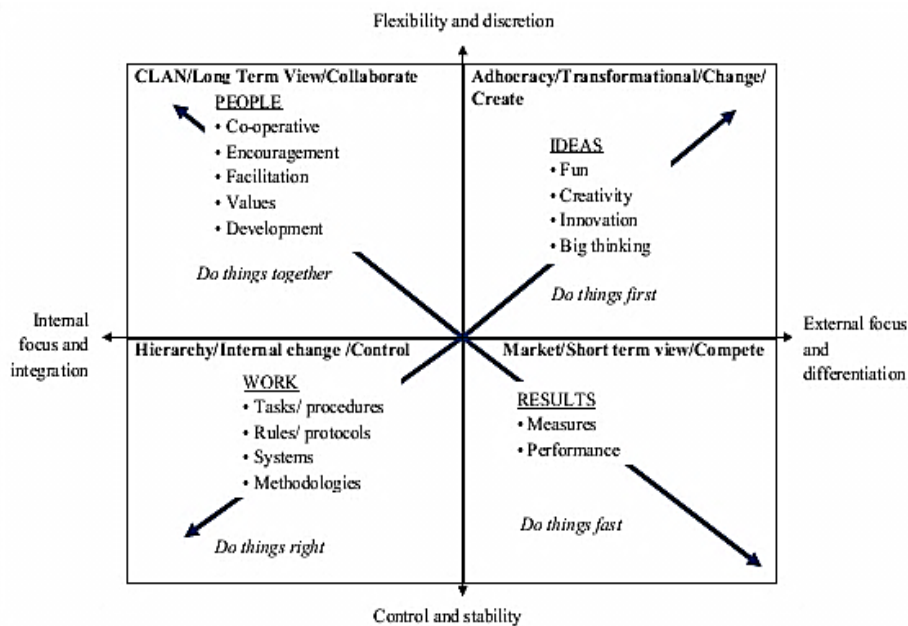 Flexibility and discretion
CLAN/Long Term View/Collaborate
PEOPLE
• Co-operative
• Encouragement
• Facilitation
• Values
• Development
Do things together
Adhocracy/Transformational/Change/
Create
IDEAS
• Fun
• Creativity
• Innovation
• Big thinking
Do things first
Internal
focus and
integration
External focus
and
differentiation
Hierarchy/Internal change /Control
WORK
• Tasks/ procedures
• Rules/ protocols
• Systems
• Methodologies
Do things right
Market/Short term view/Compete
RESULTS
• Measures
• Performance
Do things fast
Control and stability